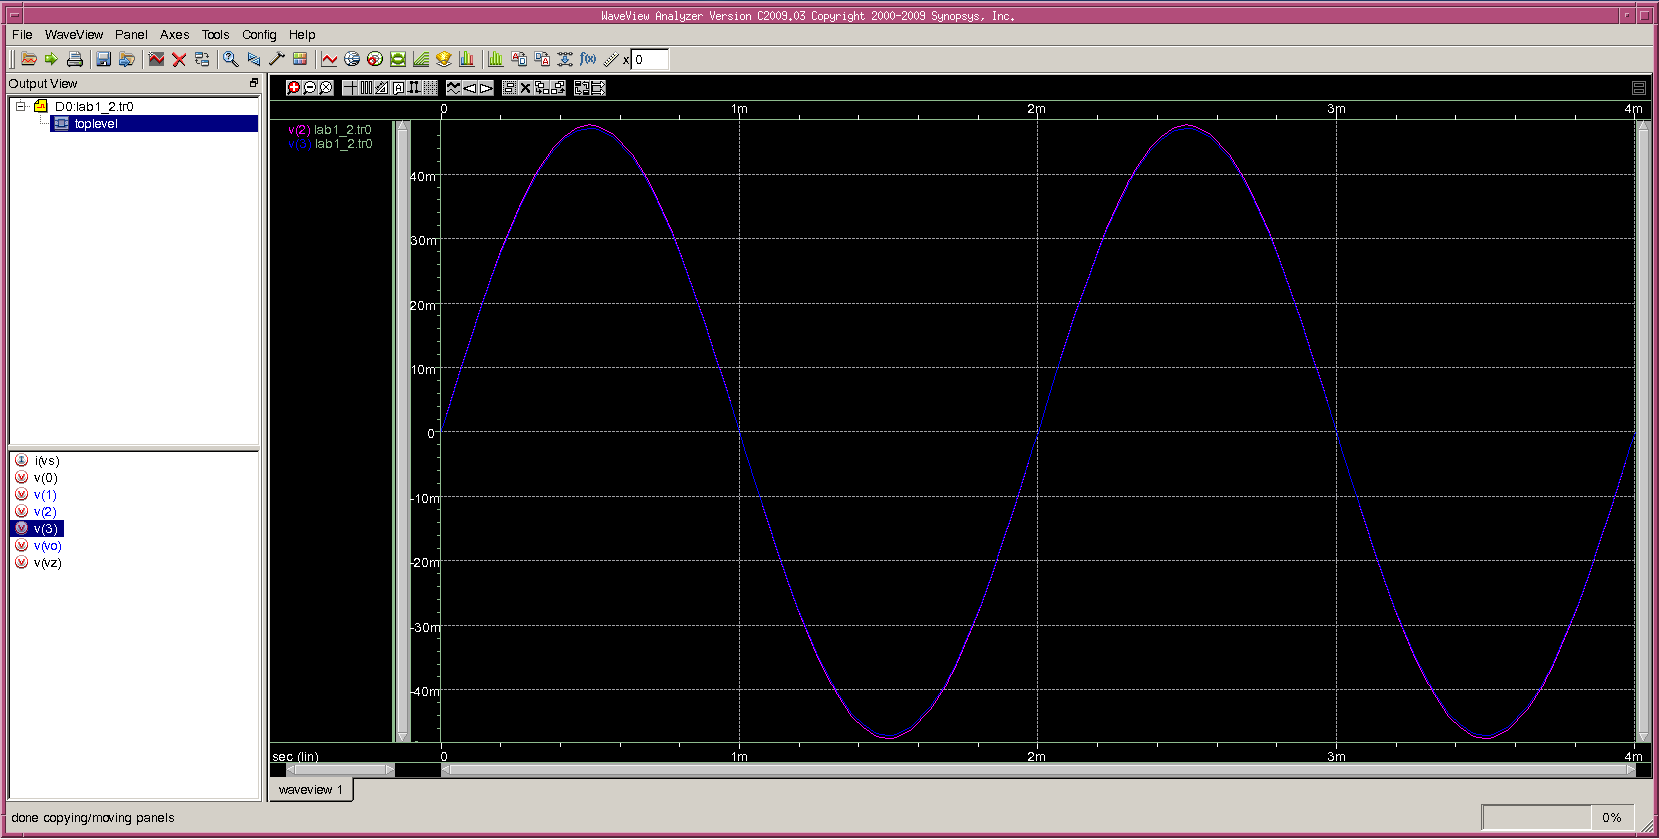 WaveView Analyzer Version C2009.03 Copyright 2000-2009 Synopsys, Inc.
File WaveView Panel Axes Tools Config Help
f(x) x 0
Output View
D0:lab1_2.tr0
toplevel
i(vs)
v(0)
v(1)
v(2)
v(3)
v(vo)
v(vz)
0 1m 2m 3m 4m
v(2) lab1_2.tr0
v(3) lab1_2.tr0
40m
30m
20m
10m
0
-10m
-20m
-30m
-40m
sec (lin) 0 1m 2m 3m 4m
waveview 1
done copying/moving panels 0%